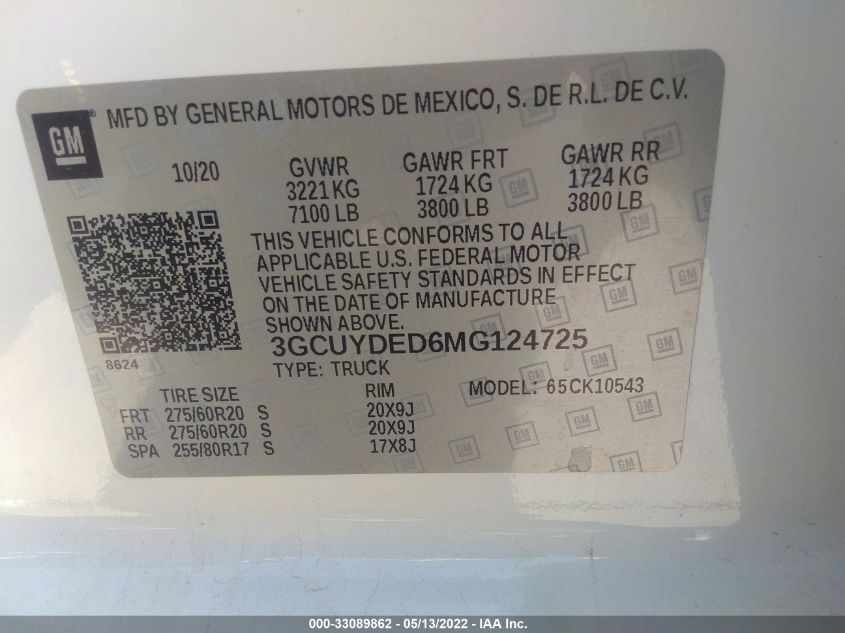 GM®
MFD BY GENERAL MOTORS DE MEXICO, S. DE R.L. DE C.V.
10/20 GVWR GAWR FRT GAWR RR
3221 KG 1724 KG 1724 KG
7100 LB 3800 LB 3800 LB
THIS VEHICLE CONFORMS TO ALL
APPLICABLE U.S. FEDERAL MOTOR
VEHICLE SAFETY STANDARDS IN EFFECT
ON THE DATE OF MANUFACTURE
SHOWN ABOVE.
8624
3GCUYDED6MG124725
TYPE: TRUCK
MODEL: 65CK10543
TIRE SIZE RIM
FRT 275/60R20 S 20X9J
RR 275/60R20 S 20X9J
SPA 255/80R17 S 17X8J
000-33089862 - 05/13/2022 - IAA Inc.